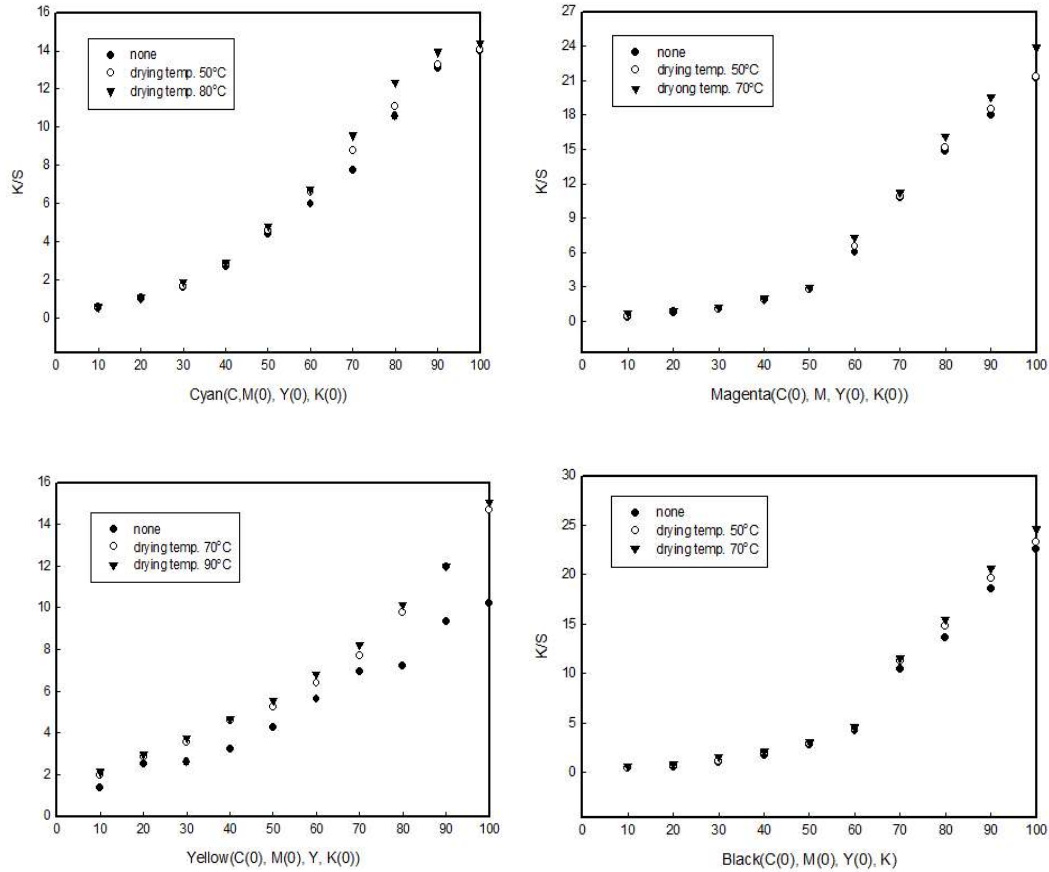 16
14
12
10
8
6
4
2
0
K/S
none
drying temp. 50°C
drying temp. 80°C
0 10 20 30 40 50 60 70 80 90 100
Cyan(C,M(0), Y(0), K(0))
27
24
21
18
15
12
9
6
3
0
K/S
none
drying temp. 50°C
dryong temp. 70°C
0 10 20 30 40 50 60 70 80 90 100
Magenta(C(0), M, Y(0), K(0))
16
14
12
10
8
6
4
2
0
none
drying temp. 70°C
drying temp. 90°C
0 10 20 30 40 50 60 70 80 90 100
Yellow(C(0), M(0), Y, K(0))
30
25
20
15
10
5
0
K/S
none
drying temp. 50°C
drying temp. 70°C
0 10 20 30 40 50 60 70 80 90 100
Black(C(0), M(0), Y(0), K)